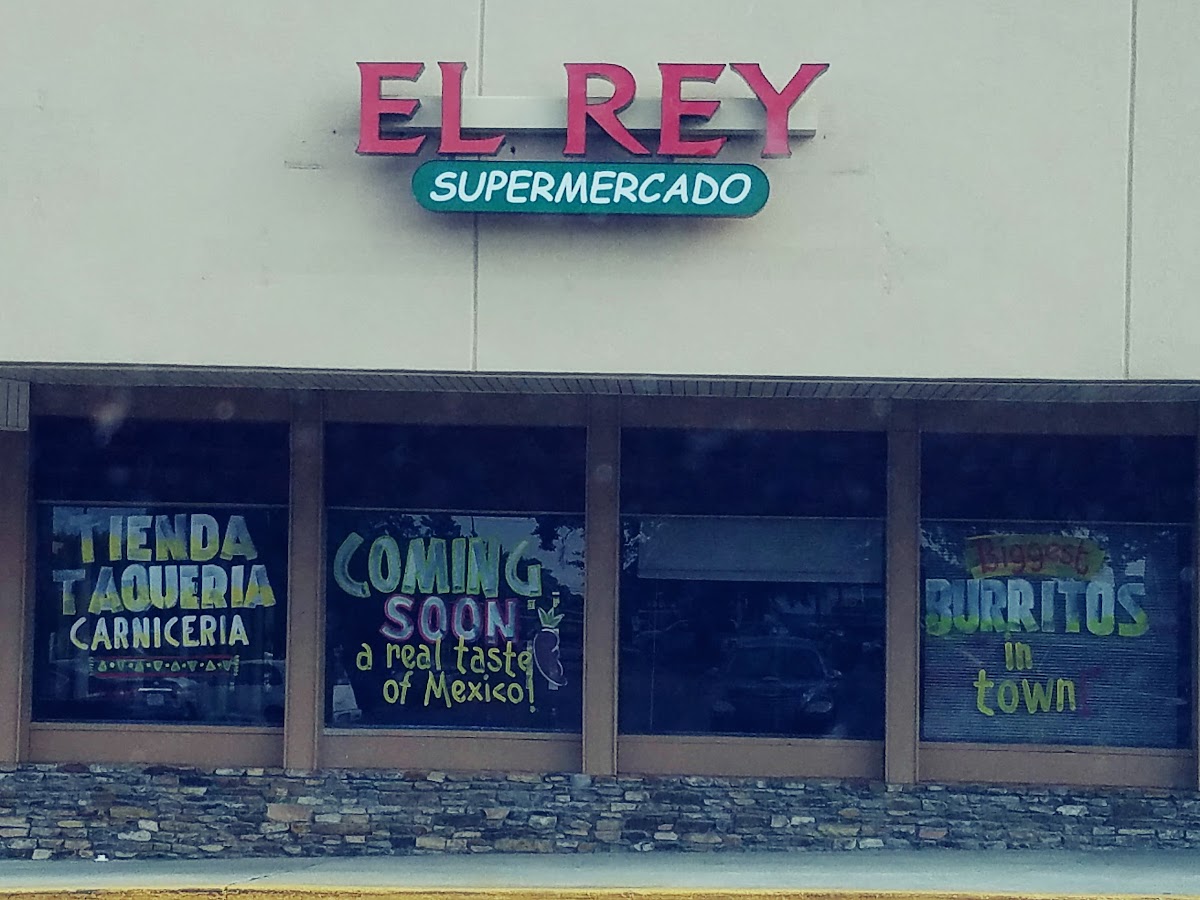 EL REY
SUPERMERCADO
TIENDA
TAQUERIA
CARNICERIA
COMING
SOON
a real taste
of Mexico!
Biggest
BURRITOS
in
town!